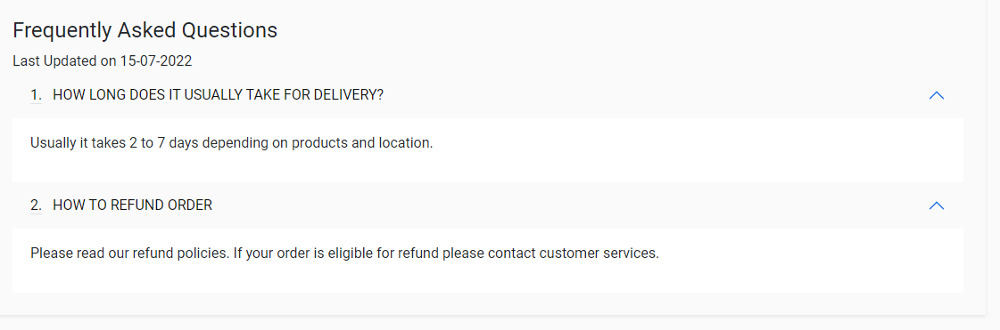 Frequently Asked Questions
Last Updated on 15-07-2022
1. HOW LONG DOES IT USUALLY TAKE FOR DELIVERY?
Usually it takes 2 to 7 days depending on products and location.
2. HOW TO REFUND ORDER
Please read our refund policies. If your order is eligible for refund please contact customer services.